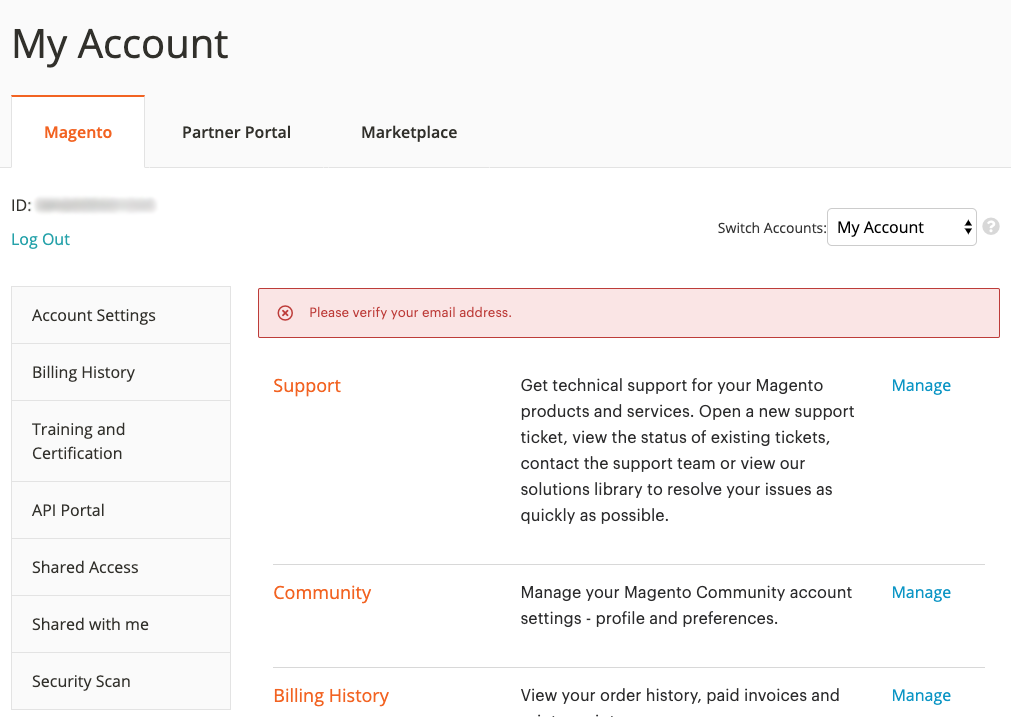 My Account
Magento
Partner Portal
Marketplace
ID:
Log Out
Switch Accounts:
My Account
?
Account Settings
Billing History
Training and
Certification
API Portal
Shared Access
Shared with me
Security Scan
Please verify your email address.
Support
Get technical support for your Magento
products and services. Open a new support
ticket, view the status of existing tickets,
contact the support team or view our
solutions library to resolve your issues as
quickly as possible.
Manage
Community
Manage your Magento Community account
settings - profile and preferences.
Manage
Billing History
View your order history, paid invoices and
Manage